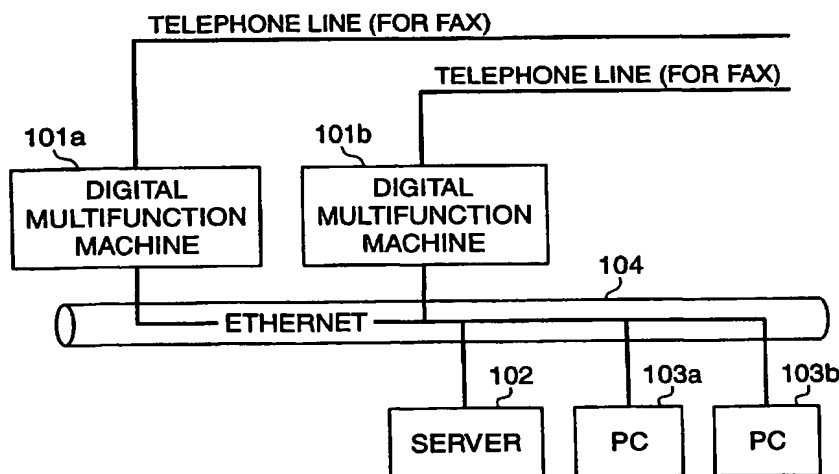 TELEPHONE LINE (FOR FAX)
TELEPHONE LINE (FOR FAX)
101a
101b
DIGITAL
MULTIFUNCTION
MACHINE
DIGITAL
MULTIFUNCTION
MACHINE
104
ETHERNET
102
103a
103b
SERVER
PC
PC